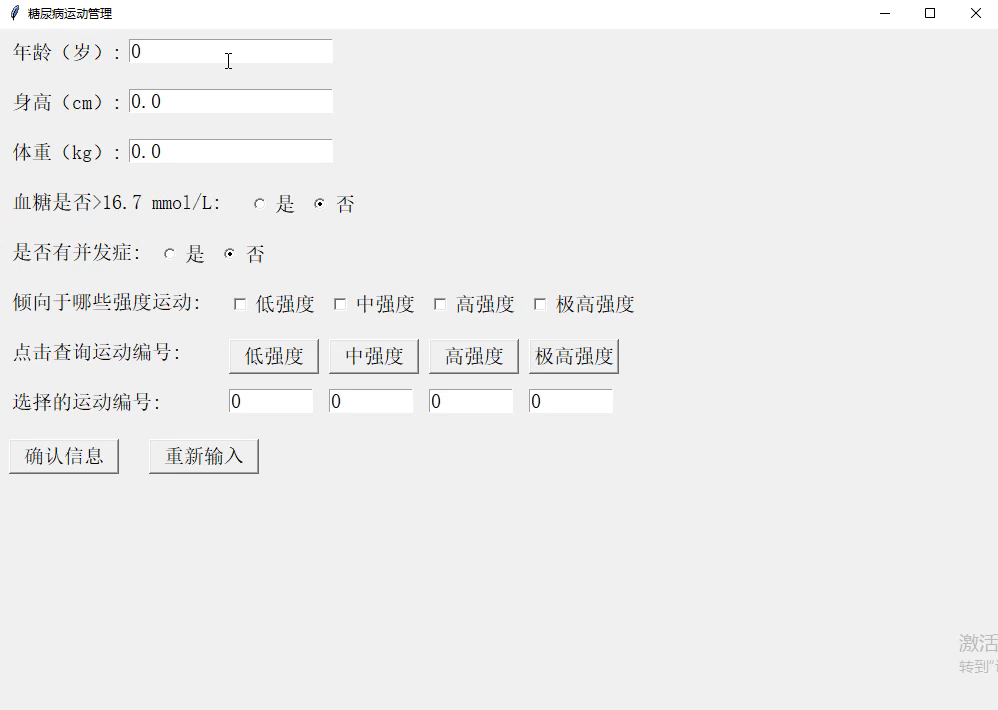 糖尿病运动管理
年龄（岁）: 0
身高（cm）: 0.0
体重（kg）: 0.0
血糖是否>16.7 mmol/L: 是 否
是否有并发症: 是 否
倾向于哪些强度运动: 低强度 中强度 高强度 极高强度
点击查询运动编号: 低强度 中强度 高强度 极高强度
选择的运动编号: 0 0 0 0
确认信息 重新输入
激活
转到"